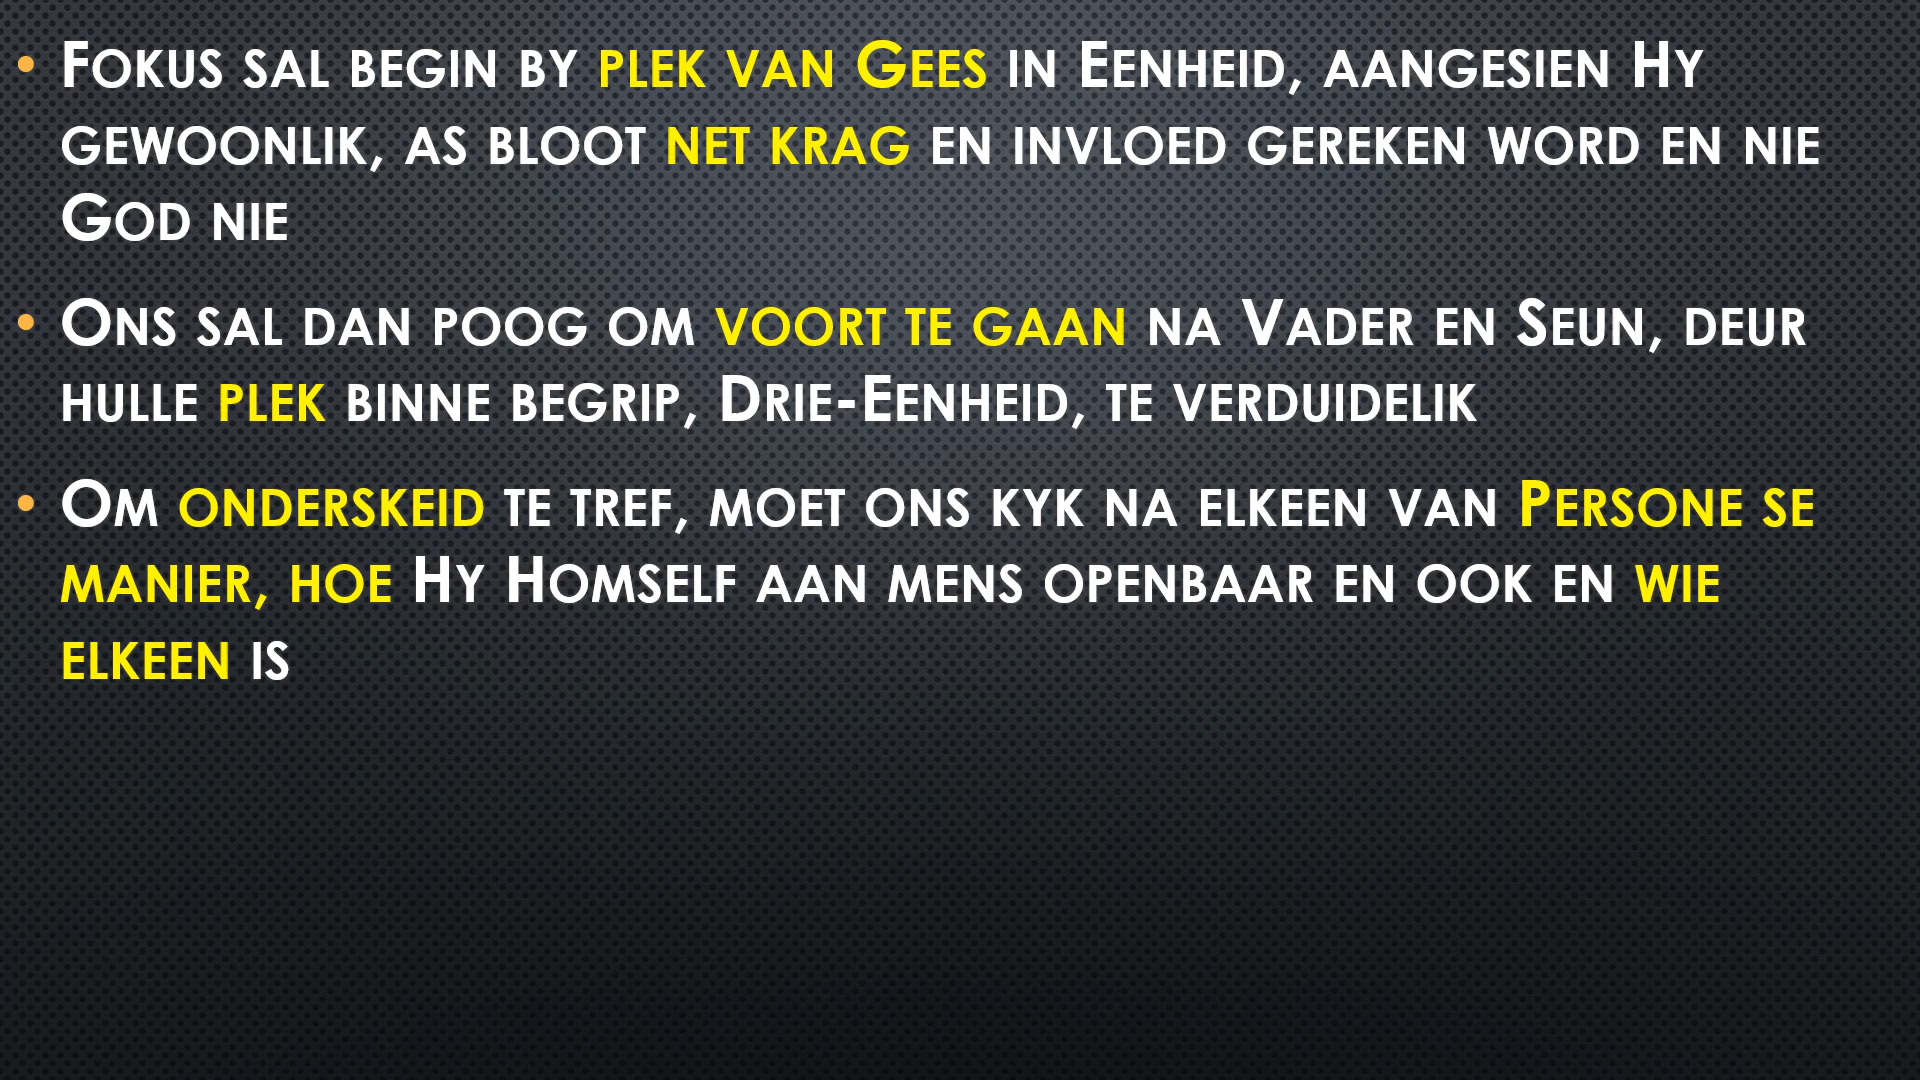 • Fokus sal begin by plek van Gees in Eenheid, aangesien Hy
gewoonlik, as bloot net krag en invloed gereken word en nie
God nie
• Ons sal dan poog om voort te gaan na Vader en Seun, deur
hulle plek binne begrip, Drie-Eenheid, te verduidelik
• Om onderskeid te tref, moet ons kyk na elkeen van Persone se
manier, hoe Hy Homself aan mens openbaar en ook en wie
elkeen is